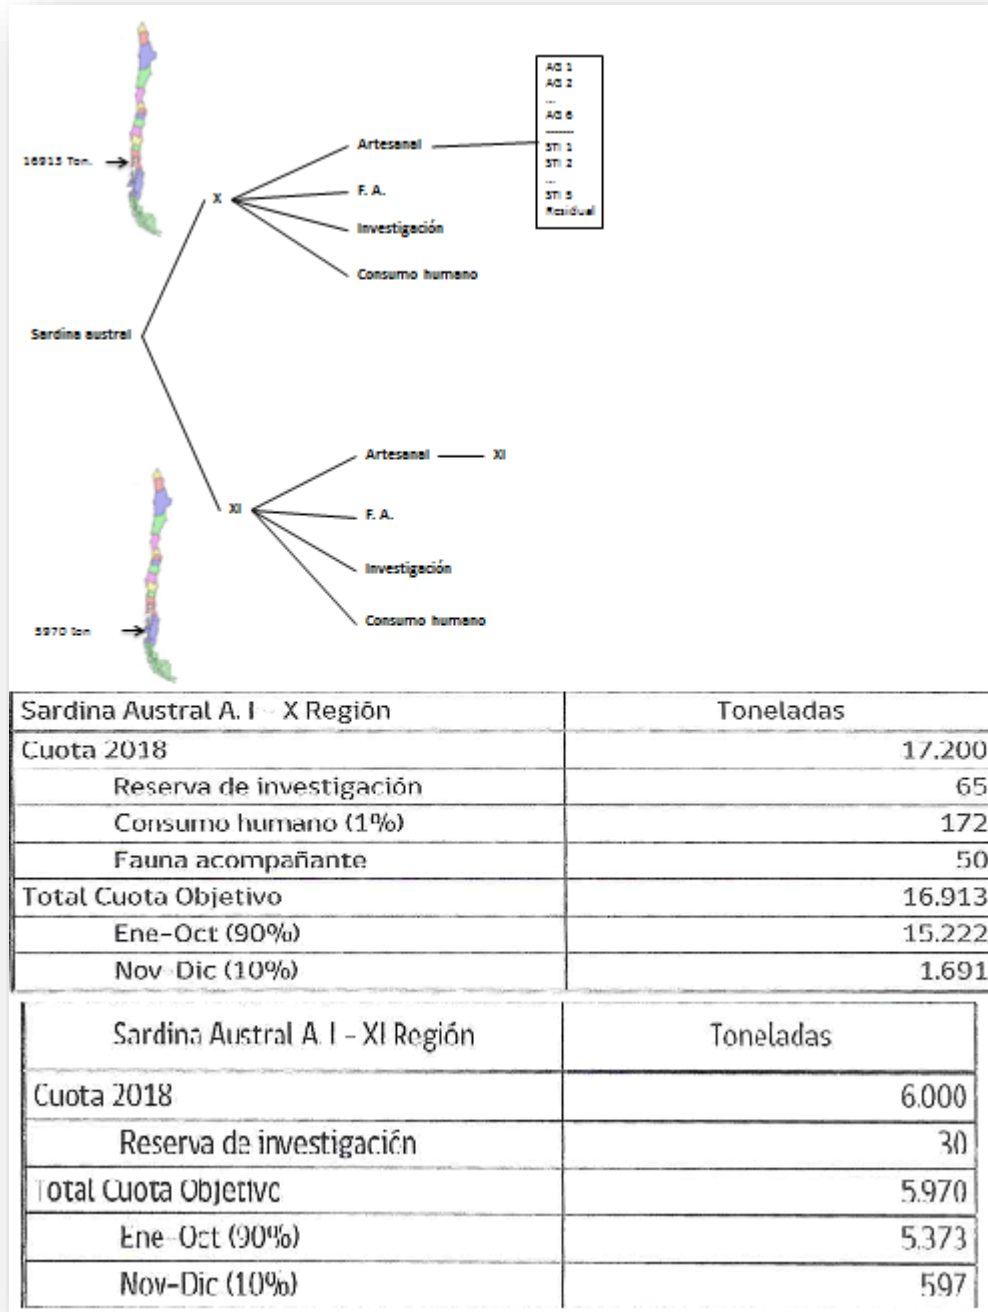 AG 1
AG 2
...
AG 6
--------
STI 1
STI 2
...
STI 5
Residual
Artesanal
16913 Ton.
X
F. A.
Investigación
Consumo humano
Sardina austral
Artesanal
XI
XI
F. A.
Investigación
Consumo humano
5970 ton
Sardina Austral A. I - X Región Toneladas
Cuota 2018 17.200
Reserva de investigación 65
Consumo humano (1%) 172
Fauna acompañante 50
Total Cuota Objetivo 16.913
Ene-Oct (90%) 15.222
Nov-Dic (10%) 1.691
Sardina Austral A. I - XI Región Toneladas
Cuota 2018 6.000
Reserva de investigación 30
Total Cuota Objetivo 5.970
Ene-Oct (90%) 5.373
Nov-Dic (10%) 597